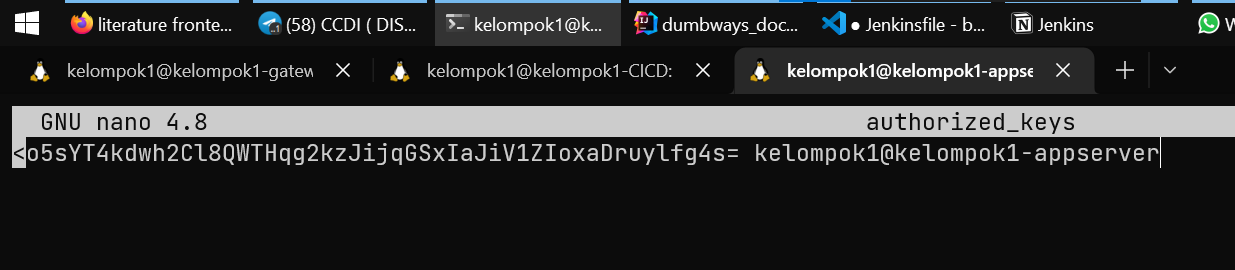 literature fronte...
(58) CCDI ( DIS...
kelompok1@k...
dumbways_doc...
● Jenkinsfile - b...
Jenkins
W
kelompok1@kelompok1-gatew
kelompok1@kelompok1-CICD:
kelompok1@kelompok1-appse
GNU nano 4.8 authorized_keys
<o5sYT4kdwh2Cl8QWTHqg2kzJijqGSxIaJiV1ZIoxaDruylfg4s= kelompok1@kelompok1-appserver